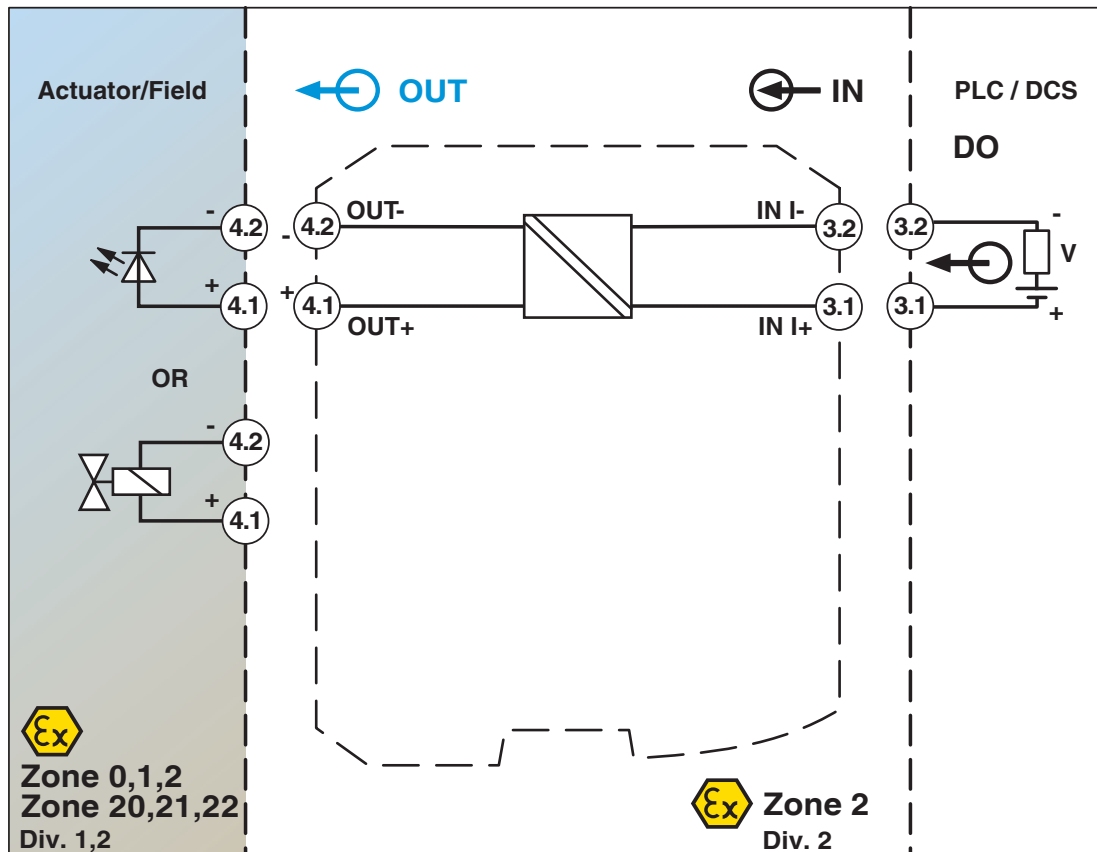 Actuator/Field
OUT
IN
PLC / DCS
DO
-
4.2
4.2
OUT-
IN I-
3.2
3.2
-
-
V
+
4.1
+
4.1
OUT+
IN I+
3.1
3.1
+
OR
-
4.2
+
4.1
Ex
Zone 0,1,2
Zone 20,21,22
Div. 1,2
Ex
Zone 2
Div. 2